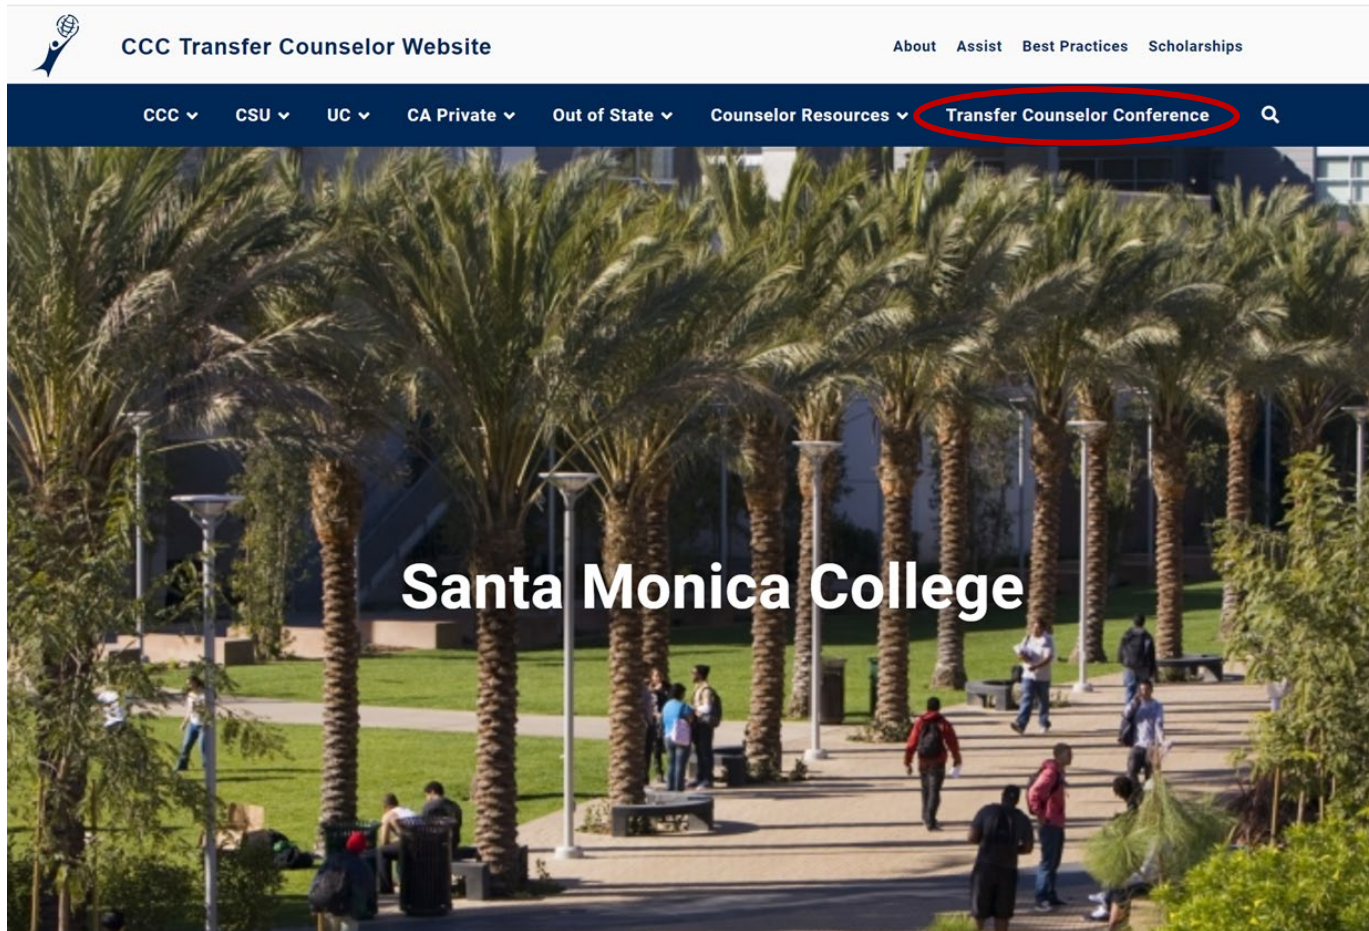 CCC Transfer Counselor Website
About Assist Best Practices Scholarships
CCC CSU UC CA Private Out of State Counselor Resources Transfer Counselor Conference
Santa Monica College